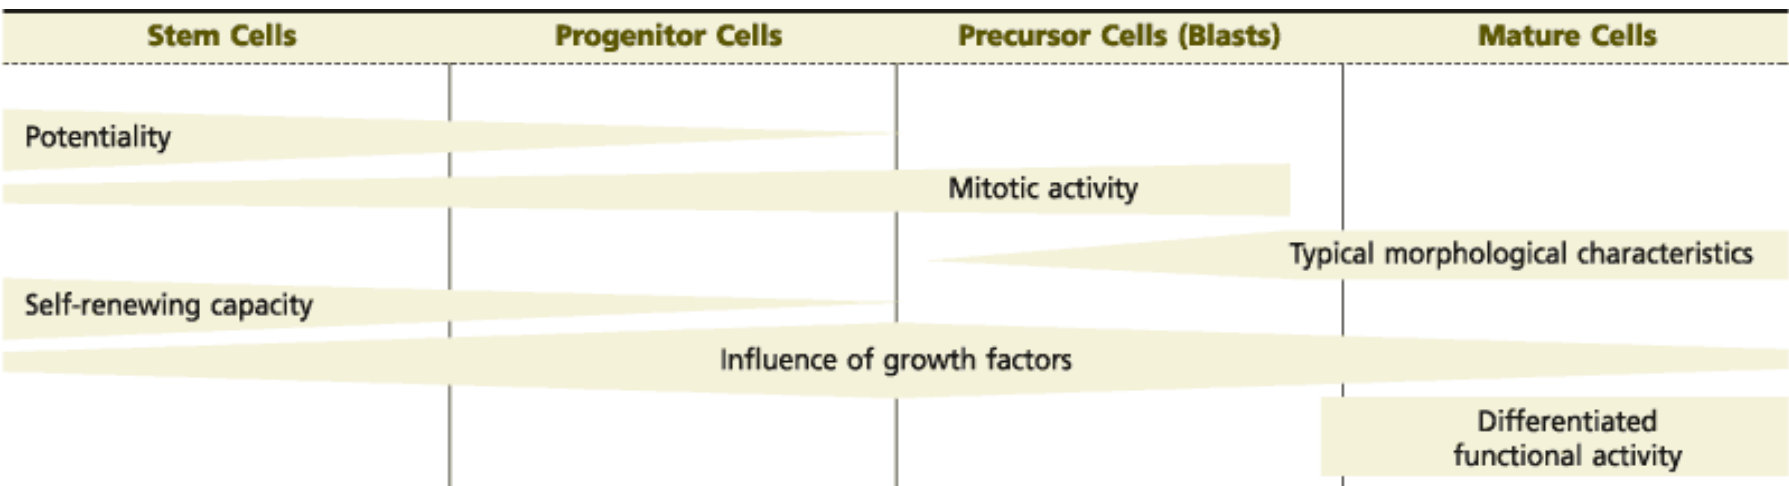 Stem Cells Progenitor Cells Precursor Cells (Blasts) Mature Cells
Potentiality
Mitotic activity
Typical morphological characteristics
Self-renewing capacity
Influence of growth factors
Differentiated
functional activity